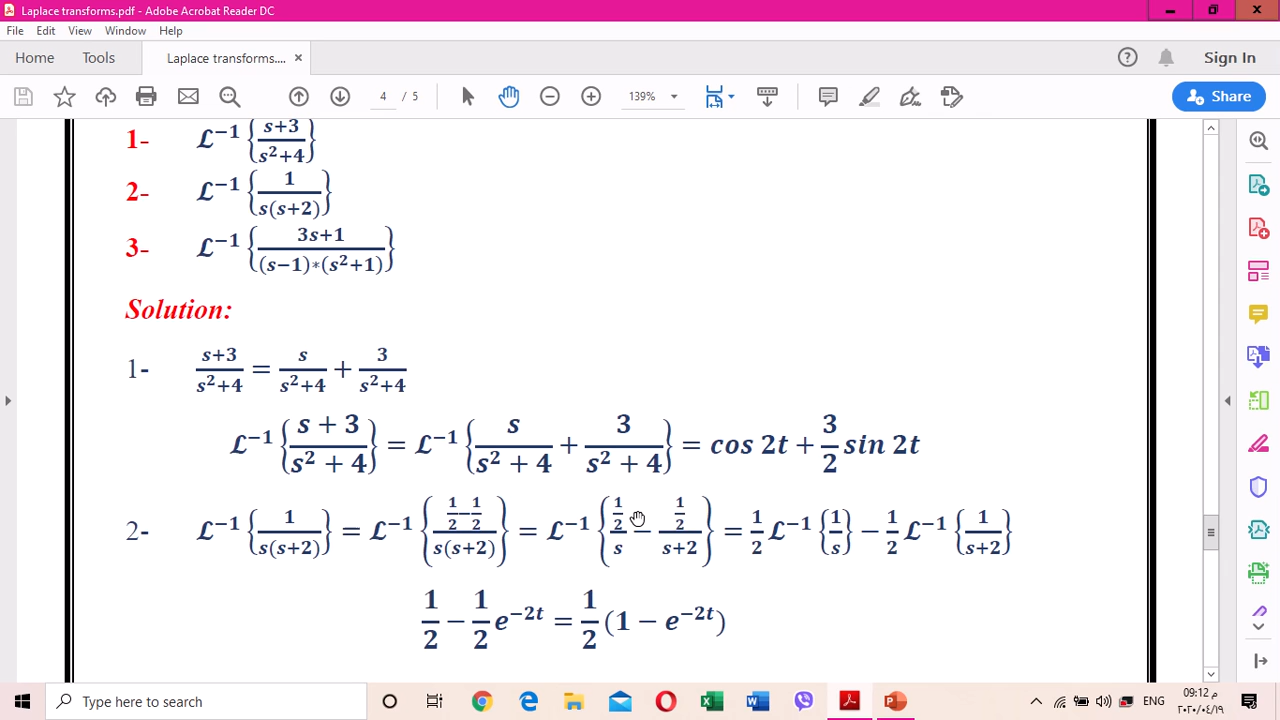 Laplace transforms.pdf - Adobe Acrobat Reader DC
File Edit View Window Help
Home Tools Laplace transforms.... × Sign In
4 / 5 139% Share
1- ℒ⁻¹ {(s+3)/(s²+4)}
2- ℒ⁻¹ {1/(s(s+2))}
3- ℒ⁻¹ {(3s+1)/((s−1)*(s²+1))}
Solution:
1- (s+3)/(s²+4) = s/(s²+4) + 3/(s²+4)
ℒ⁻¹ {(s + 3)/(s² + 4)} = ℒ⁻¹ {s/(s² + 4) + 3/(s² + 4)} = cos 2t + 3/2 sin 2t
2- ℒ⁻¹ {1/(s(s+2))} = ℒ⁻¹ {(1/2 − 1/2)/(s(s+2))} = ℒ⁻¹ {(1/2)/s − (1/2)/(s+2)} = 1/2 ℒ⁻¹ {1/s} − 1/2 ℒ⁻¹ {1/(s+2)}
1/2 − 1/2 e⁻²ᵗ = 1/2 (1 − e⁻²ᵗ)
Type here to search
ENG
09:12 م
٢٠٢٠/٠٤/١٩